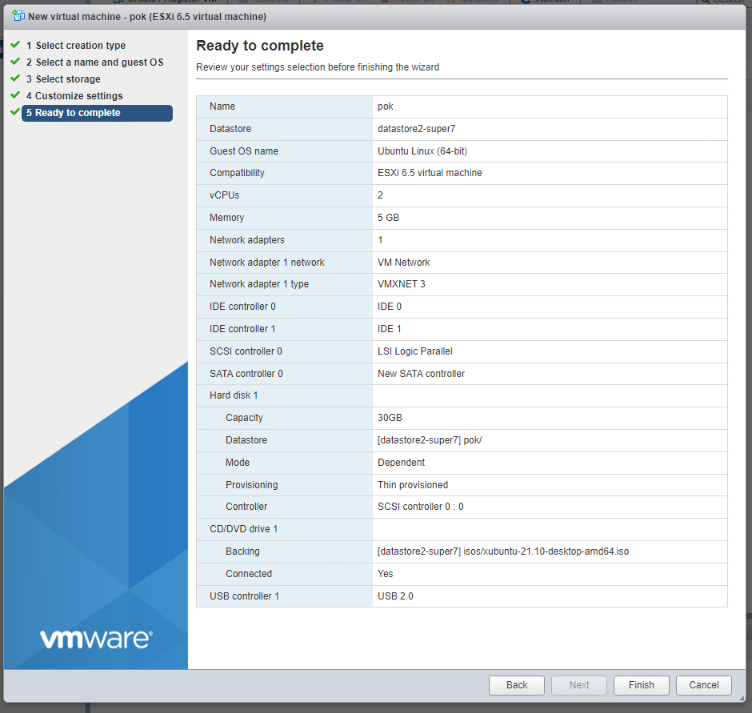 New virtual machine - pok (ESXi 6.5 virtual machine)
1 Select creation type
2 Select a name and guest OS
3 Select storage
4 Customize settings
5 Ready to complete
Ready to complete
Review your settings selection before finishing the wizard
Name pok
Datastore datastore2-super7
Guest OS name Ubuntu Linux (64-bit)
Compatibility ESXi 6.5 virtual machine
vCPUs 2
Memory 5 GB
Network adapters 1
Network adapter 1 network VM Network
Network adapter 1 type VMXNET 3
IDE controller 0 IDE 0
IDE controller 1 IDE 1
SCSI controller 0 LSI Logic Parallel
SATA controller 0 New SATA controller
Hard disk 1
Capacity 30GB
Datastore [datastore2-super7] pok/
Mode Dependent
Provisioning Thin provisioned
Controller SCSI controller 0 : 0
CD/DVD drive 1
Backing [datastore2-super7] isos/xubuntu-21.10-desktop-amd64.iso
Connected Yes
USB controller 1 USB 2.0
vmware®
Back Next Finish Cancel